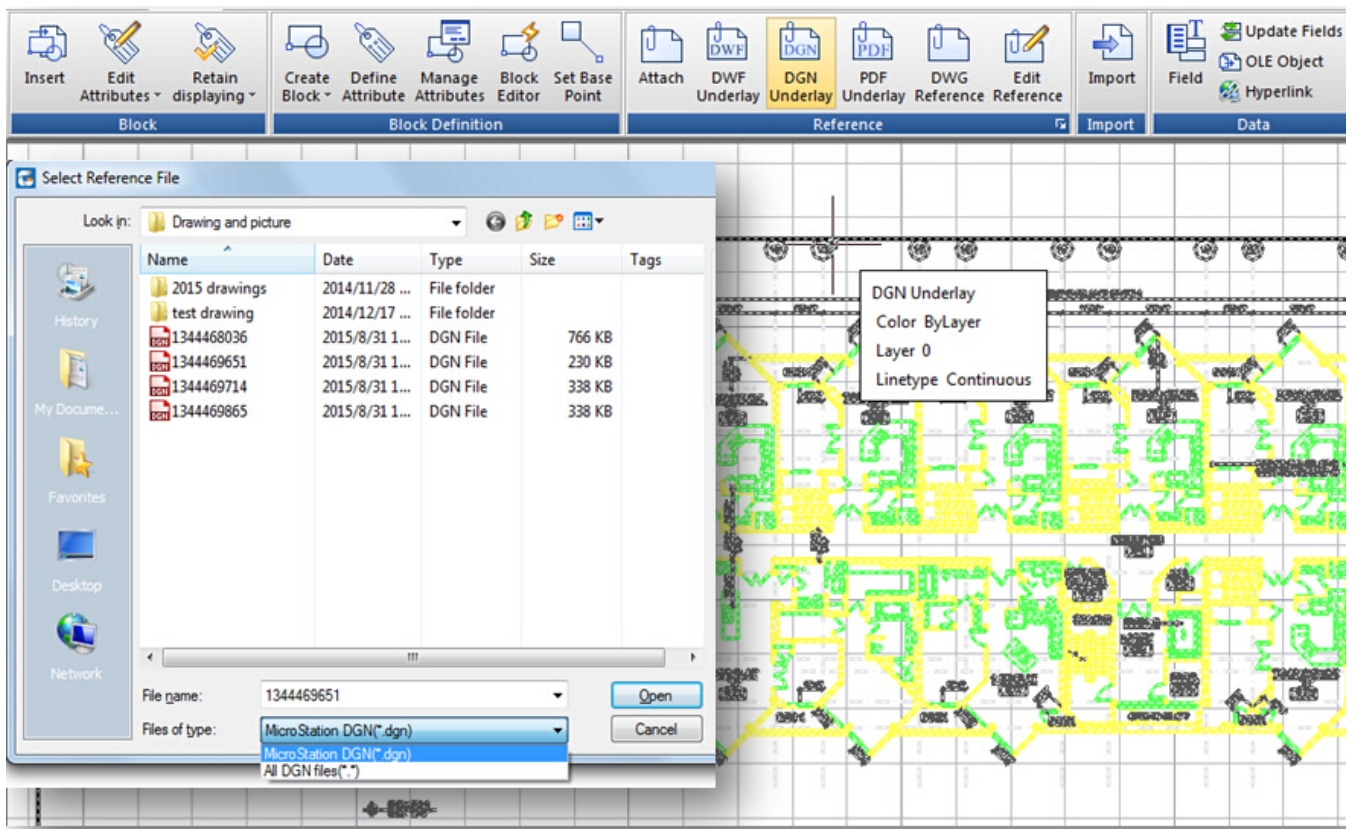 Insert
Edit
Attributes
Retain
displaying
Create
Block
Define
Attribute
Manage
Attributes
Block
Editor
Set Base
Point
Attach
DWF
DWF
Underlay
DGN
DGN
Underlay
PDF
PDF
Underlay
DWG
Reference
Edit
Reference
Import
Field
Update Fields
OLE Object
Hyperlink
Block
Block Definition
Reference
Import
Data
Select Reference File
Look in:
Drawing and picture
Name Date Type Size Tags
2015 drawings 2014/11/28 ... File folder
test drawing 2014/12/17 ... File folder
DGN 1344468036 2015/8/31 1... DGN File 766 KB
DGN 1344469651 2015/8/31 1... DGN File 230 KB
DGN 1344469714 2015/8/31 1... DGN File 338 KB
DGN 1344469865 2015/8/31 1... DGN File 338 KB
History
My Docume...
Favorites
Desktop
Network
File name: 1344469651 Open
Files of type: MicroStation DGN(*.dgn) Cancel
MicroStation DGN(*.dgn)
All DGN files(*.*)
DGN Underlay
Color ByLayer
Layer 0
Linetype Continuous